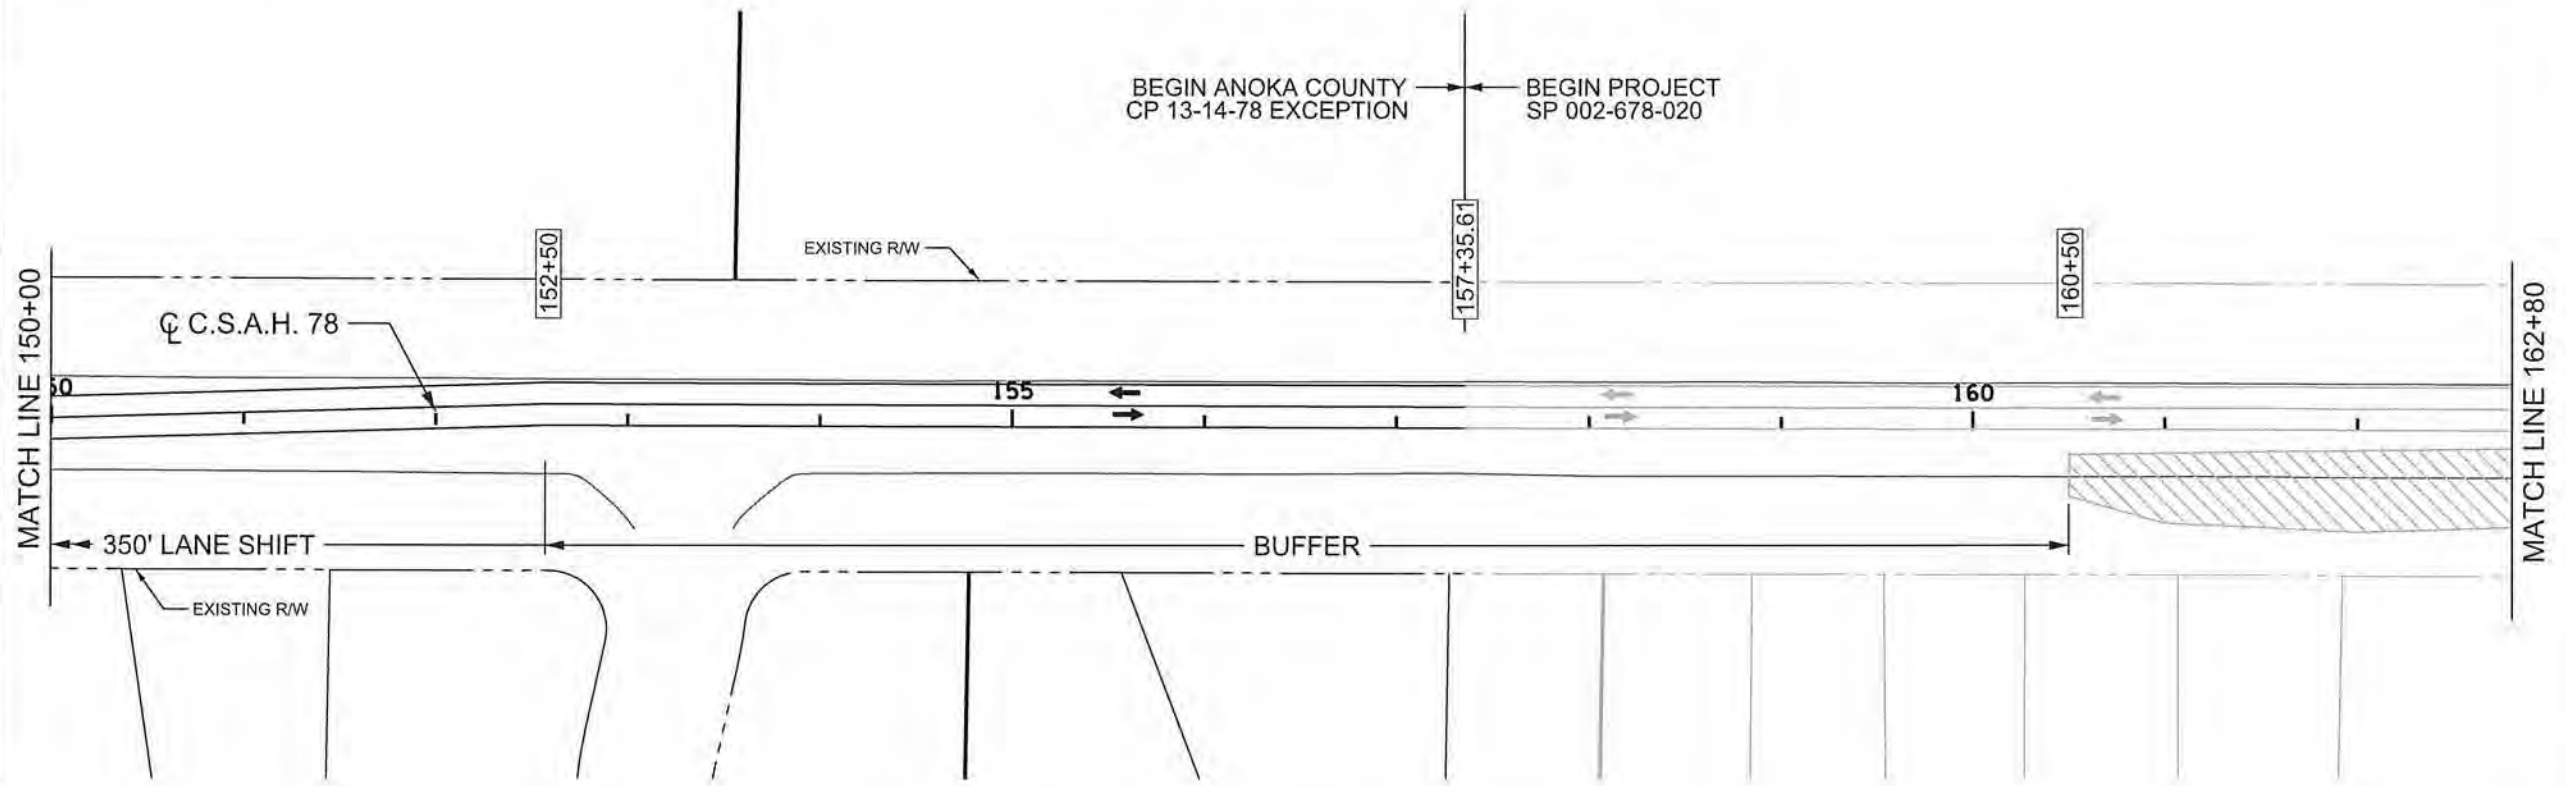 BEGIN ANOKA COUNTY
CP 13-14-78 EXCEPTION
BEGIN PROJECT
SP 002-678-020
MATCH LINE 150+00
152+50
EXISTING R/W
157+35.61
160+50
MATCH LINE 162+80
℄ C.S.A.H. 78
50
155
160
350' LANE SHIFT
BUFFER
EXISTING R/W